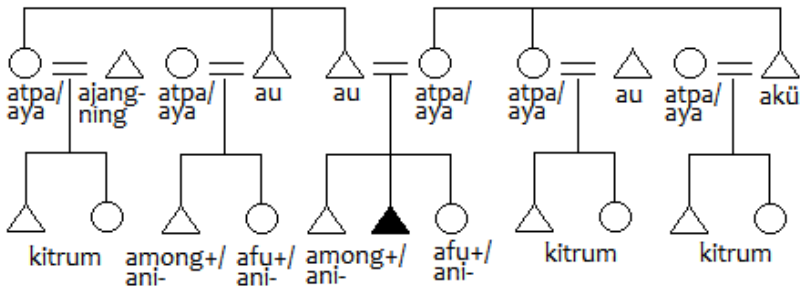 atpa/
aya
ajang-
ning
atpa/
aya
au
au
atpa/
aya
atpa/
aya
au
atpa/
aya
akü
kitrum
among+/
ani-
afu+/
ani-
among+/
ani-
afu+/
ani-
kitrum
kitrum